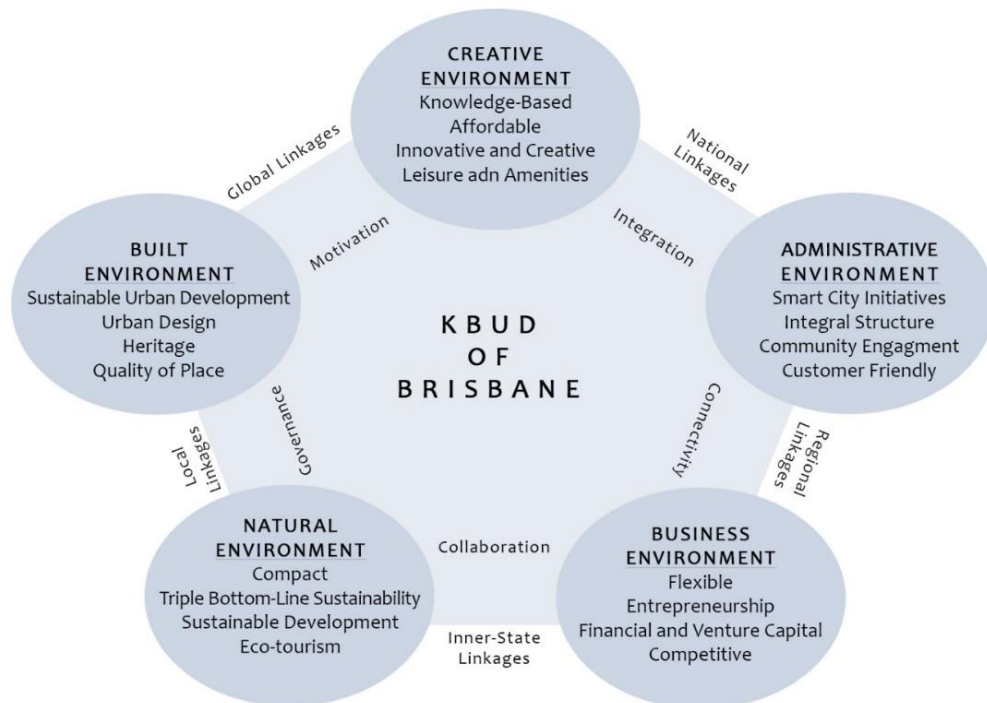 CREATIVE
ENVIRONMENT
Knowledge-Based
Affordable
Innovative and Creative
Leisure adn Amenities
Global Linkages
National
Linkages
Motivation
Integration
BUILT
ENVIRONMENT
Sustainable Urban Development
Urban Design
Heritage
Quality of Place
ADMINISTRATIVE
ENVIRONMENT
Smart City Initiatives
Integral Structure
Community Engagment
Customer Friendly
KBUD
OF
BRISBANE
Local
Linkages
Governance
Connectivity
Regional
Linkages
NATURAL
ENVIRONMENT
Compact
Triple Bottom-Line Sustainability
Sustainable Development
Eco-tourism
Collaboration
Inner-State
Linkages
BUSINESS
ENVIRONMENT
Flexible
Entrepreneurship
Financial and Venture Capital
Competitive